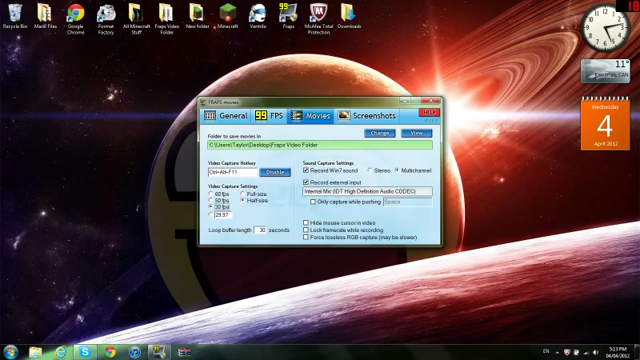 18
Recycle Bin
Google Chrome
Format Factory
All Minecraft Stuff
Fraps Video Folder
New folder
Minecraft
Ventrilo
Fraps
McAfee Total Protection
Downloads
11°
Wednesday
4
April 2012
FRAPS movies
General
99 FPS
Movies
Screenshots
HELP
Folder to save movies in
Change
View
C:\Users\Taylor\Desktop\Fraps Video Folder
Video Capture Hotkey
Ctrl+Alt+F11
Disable
Video Capture Settings
60 fps
50 fps
30 fps
29.97
Full-size
Half-size
Loop buffer length 30 seconds
Sound Capture Settings
Record Win7 sound
Stereo
Multichannel
Record external input
Internal Mic (IDT High Definition Audio CODEC)
Only capture while pushing
Space
Hide mouse cursor in video
Lock framerate while recording
Force lossless RGB capture (may be slower)
EN
5:13 PM
04/04/2012